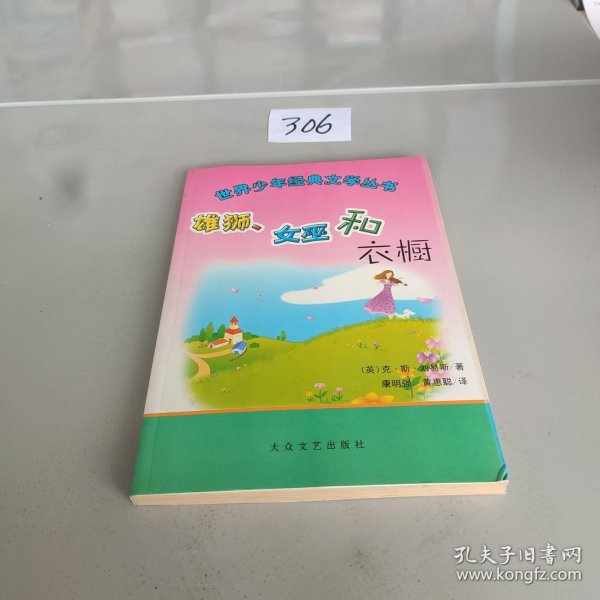 306
世界少年经典文学丛书
雄狮、女巫和
衣橱
(英)克·斯·刘易斯/著
康明强 黄惠聪/译
大众文艺出版社
孔夫子旧书网
www.kongfz.com